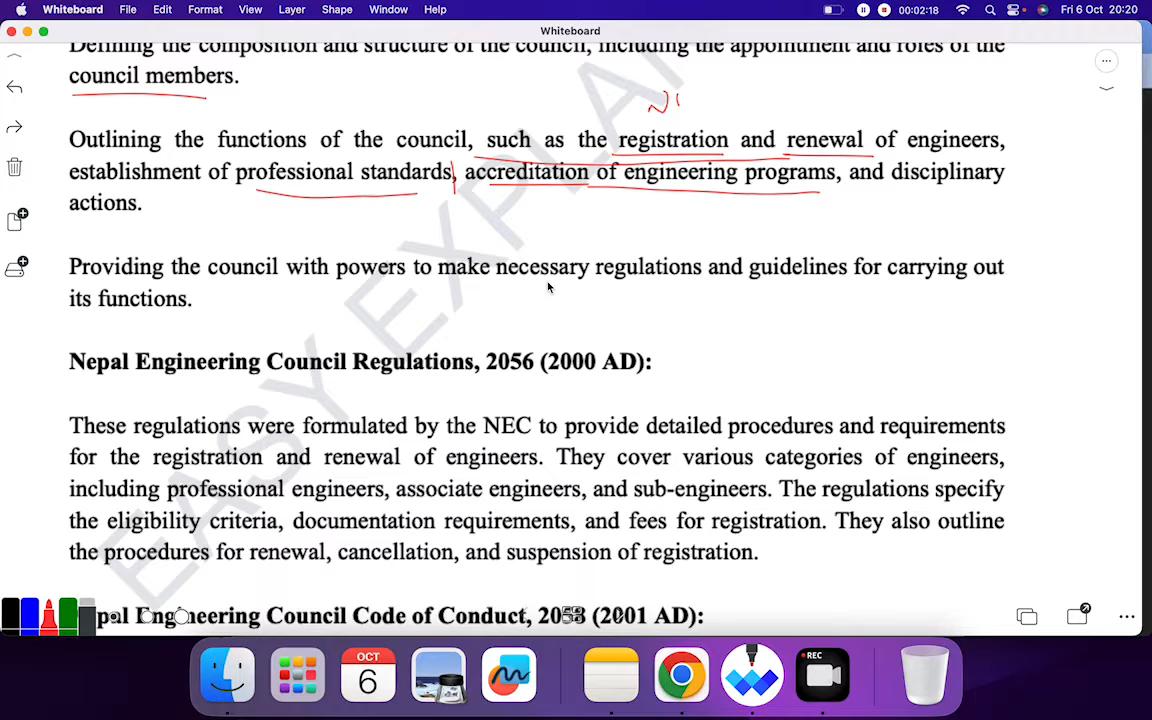 Whiteboard File Edit Format View Layer Shape Window Help 00:02:18 Fri 6 Oct 20:20
Whiteboard
Defining the composition and structure of the council, including the appointment and roles of the
council members.
Outlining the functions of the council, such as the registration and renewal of engineers,
establishment of professional standards, accreditation of engineering programs, and disciplinary
actions.
Providing the council with powers to make necessary regulations and guidelines for carrying out
its functions.
Nepal Engineering Council Regulations, 2056 (2000 AD):
These regulations were formulated by the NEC to provide detailed procedures and requirements
for the registration and renewal of engineers. They cover various categories of engineers,
including professional engineers, associate engineers, and sub-engineers. The regulations specify
the eligibility criteria, documentation requirements, and fees for registration. They also outline
the procedures for renewal, cancellation, and suspension of registration.
Engineering Council Code of Conduct, (2001 AD):
EASY EXPLA
OCT
6
REC